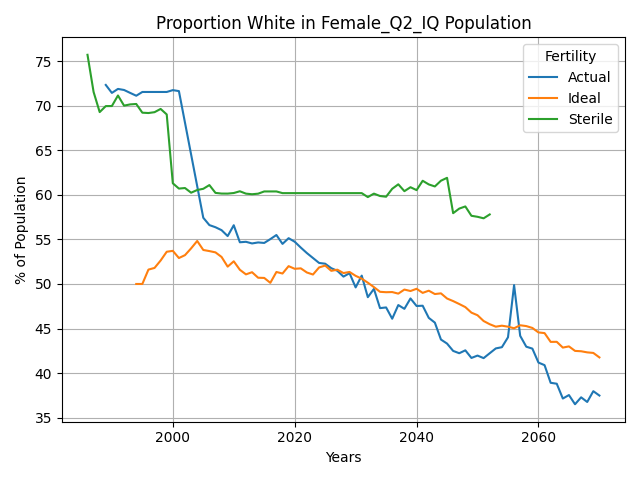 Proportion White in Female_Q2_IQ Population
% of Population
75
70
65
60
55
50
45
40
35
Fertility
Actual
Ideal
Sterile
2000
2020
2040
2060
Years